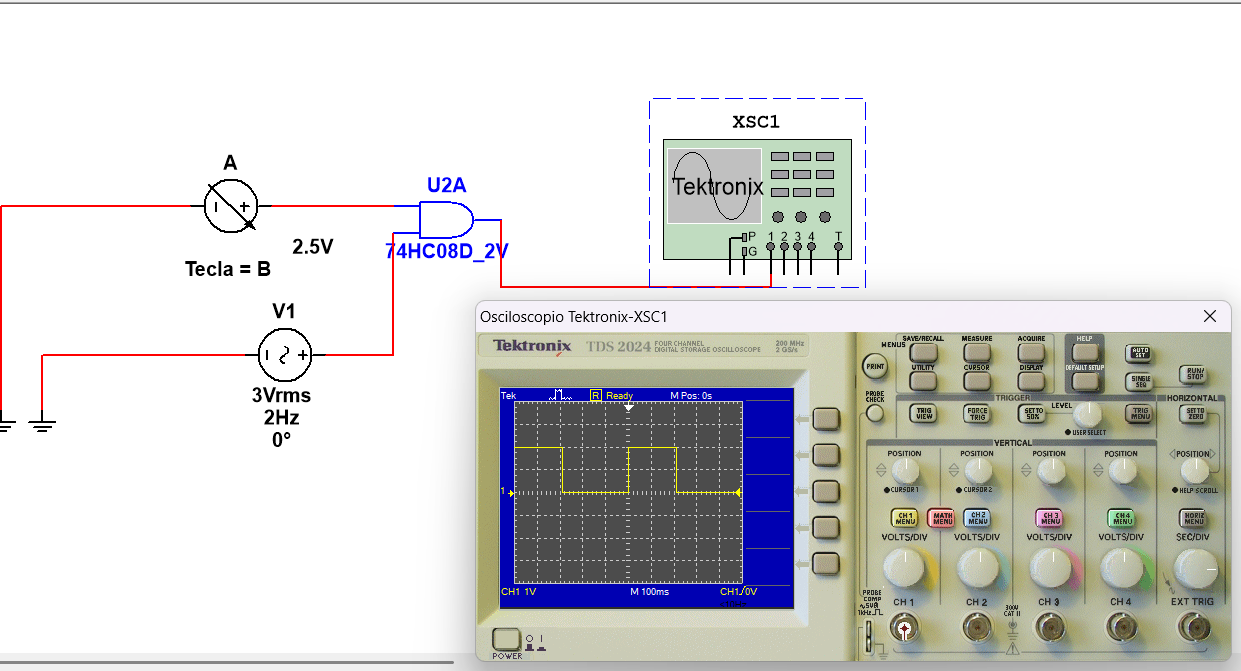 XSC1
Tektronix
P
G
1 2 3 4 T
A
2.5V
Tecla = B
U2A
74HC08D_2V
V1
3Vrms
2Hz
0°
Osciloscopio Tektronix-XSC1
Tektronix TDS 2024 FOUR CHANNEL DIGITAL STORAGE OSCILLOSCOPE 200 MHz 2 GS/s
Tek R Ready M Pos: 0s
1
CH1 1V M 100ms CH1 / 0V
POWER
MENUS
SAVE/RECALL MEASURE ACQUIRE HELP AUTO SET
PRINT UTILITY CURSOR DISPLAY DEFAULT SETUP SINGLE SEQ RUN/STOP
PROBE CHECK
TRIGGER
HORIZONTAL
TRIG VIEW FORCE TRIG SET TO 50% LEVEL TRIG MENU SET TO ZERO
USER SELECT
VERTICAL
POSITION POSITION POSITION POSITION POSITION
CURSOR 1 CURSOR 2 HELP SCROLL
CH 1 MENU MATH MENU CH 2 MENU CH 3 MENU CH 4 MENU HORIZ MENU
VOLTS/DIV VOLTS/DIV VOLTS/DIV VOLTS/DIV SEC/DIV
PROBE COMP
~5V
1kHz
CH 1 CH 2 300V CAT II CH 3 CH 4 EXT TRIG